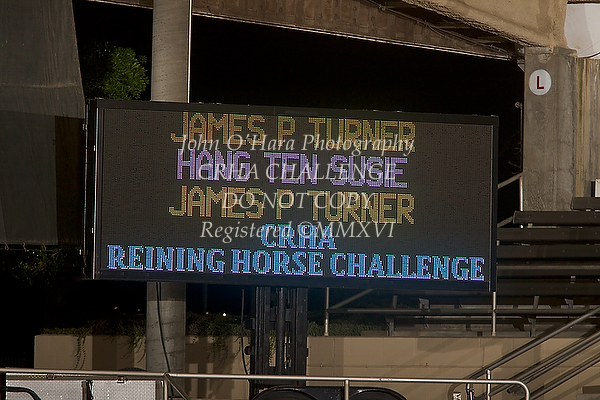 JAMES P TURNER
John O'Hara Photography
HANG TEN SUSIE
CRHA CHALLENGE
JAMES P TURNER
DO NOT COPY
Registered ©MMXVI
CRHA
REINING HORSE CHALLENGE
L